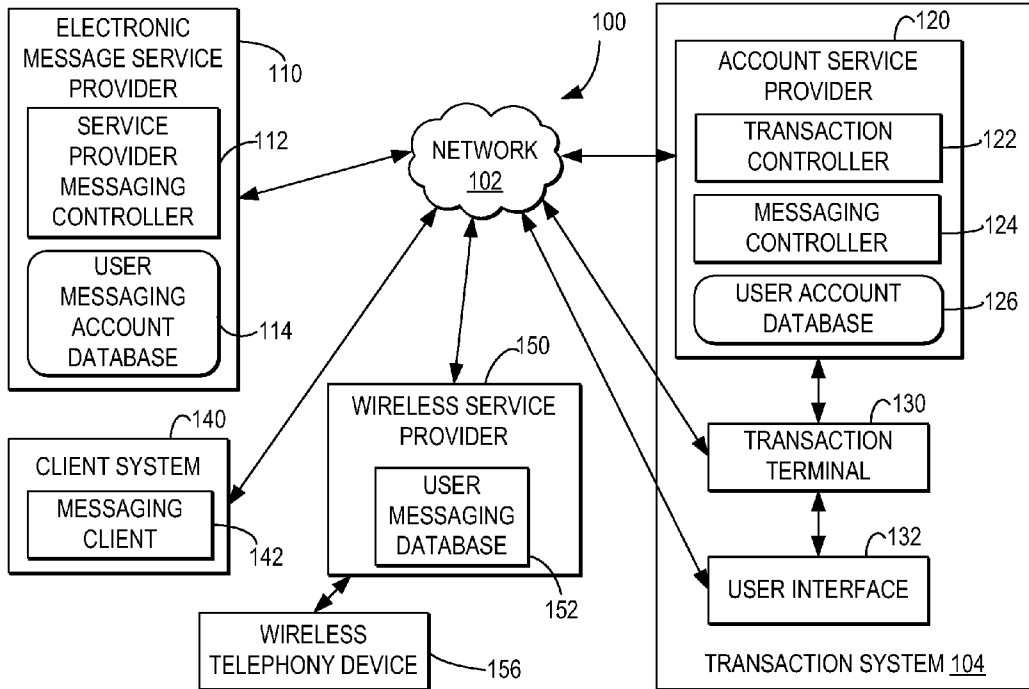 ELECTRONIC
MESSAGE SERVICE
PROVIDER
110
SERVICE
PROVIDER
MESSAGING
CONTROLLER
112
USER
MESSAGING
ACCOUNT
DATABASE
114
100
NETWORK
102
120
ACCOUNT SERVICE
PROVIDER
TRANSACTION
CONTROLLER
122
MESSAGING
CONTROLLER
124
USER ACCOUNT
DATABASE
126
140
CLIENT SYSTEM
MESSAGING
CLIENT
142
150
WIRELESS SERVICE
PROVIDER
USER
MESSAGING
DATABASE
152
WIRELESS
TELEPHONY DEVICE
156
130
TRANSACTION
TERMINAL
132
USER INTERFACE
TRANSACTION SYSTEM 104